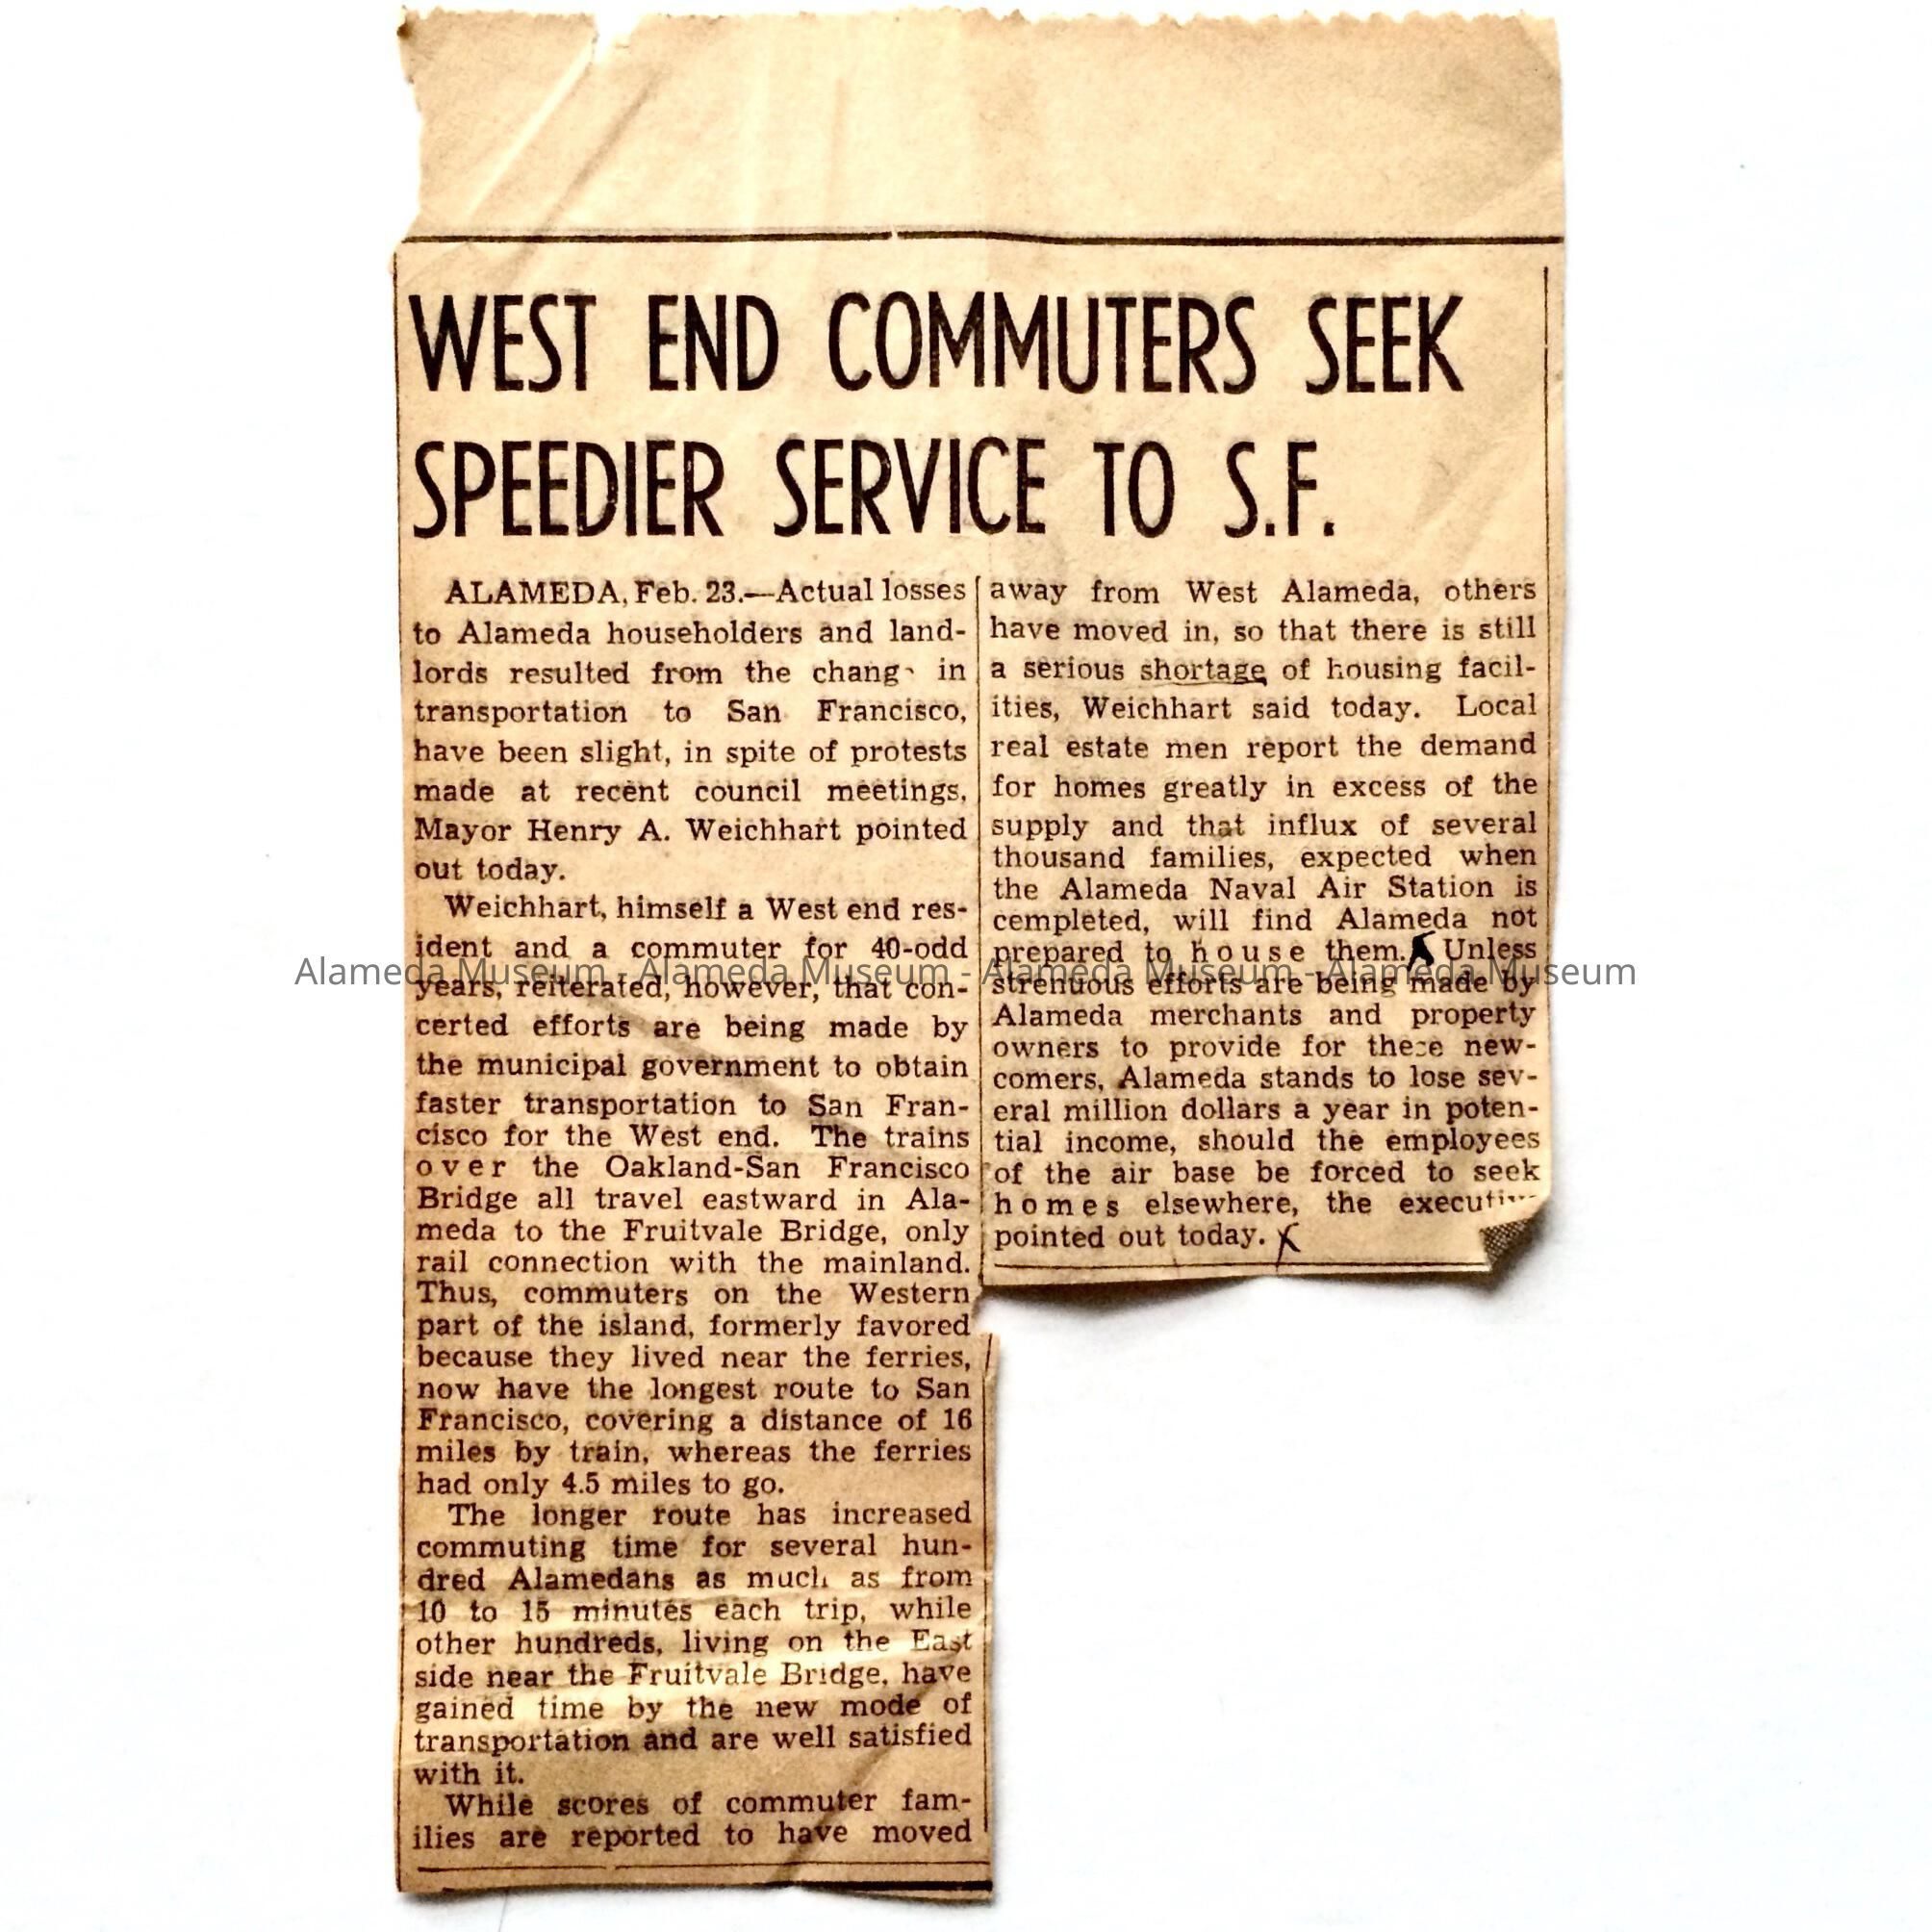 WEST END COMMUTERS SEEK
SPEEDIER SERVICE TO S.F.
ALAMEDA, Feb. 23.—Actual losses
to Alameda householders and land-
lords resulted from the chang in
transportation to San Francisco,
have been slight, in spite of protests
made at recent council meetings,
Mayor Henry A. Weichhart pointed
out today.
Weichhart, himself a West end res-
ident and a commuter for 40-odd
years, reiterated, however, that con-
certed efforts are being made by
the municipal government to obtain
faster transportation to San Fran-
cisco for the West end. The trains
over the Oakland-San Francisco
Bridge all travel eastward in Ala-
meda to the Fruitvale Bridge, only
rail connection with the mainland.
Thus, commuters on the Western
part of the island, formerly favored
because they lived near the ferries,
now have the longest route to San
Francisco, covering a distance of 16
miles by train, whereas the ferries
had only 4.5 miles to go.
The longer route has increased
commuting time for several hun-
dred Alamedans as much as from
10 to 15 minutes each trip, while
other hundreds, living on the East
side near the Fruitvale Bridge, have
gained time by the new mode of
transportation and are well satisfied
with it.
While scores of commuter fam-
ilies are reported to have moved
away from West Alameda, others
have moved in, so that there is still
a serious shortage of housing facil-
ities, Weichhart said today. Local
real estate men report the demand
for homes greatly in excess of the
supply and that influx of several
thousand families, expected when
the Alameda Naval Air Station is
cempleted, will find Alameda not
prepared to house them. Unless
strenuous efforts are being made by
Alameda merchants and property
owners to provide for these new-
comers, Alameda stands to lose sev-
eral million dollars a year in poten-
tial income, should the employees
of the air base be forced to seek
homes elsewhere, the executive
pointed out today. X
Alameda Museum - Alameda Museum - Alameda Museum - Alameda Museum